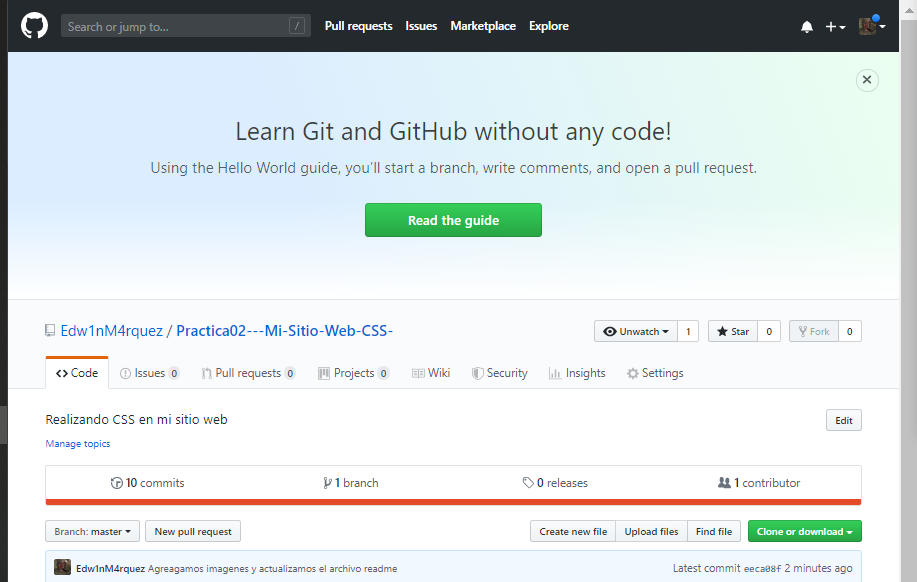 Search or jump to... /
Pull requests Issues Marketplace Explore
Learn Git and GitHub without any code!
Using the Hello World guide, you'll start a branch, write comments, and open a pull request.
Read the guide
Edw1nM4rquez / Practica02---Mi-Sitio-Web-CSS-
Unwatch 1 Star 0 Fork 0
Code Issues 0 Pull requests 0 Projects 0 Wiki Security Insights Settings
Realizando CSS en mi sitio web Edit
Manage topics
10 commits 1 branch 0 releases 1 contributor
Branch: master New pull request Create new file Upload files Find file Clone or download
Edw1nM4rquez Agreagamos imagenes y actualizamos el archivo readme Latest commit eeca08f 2 minutes ago